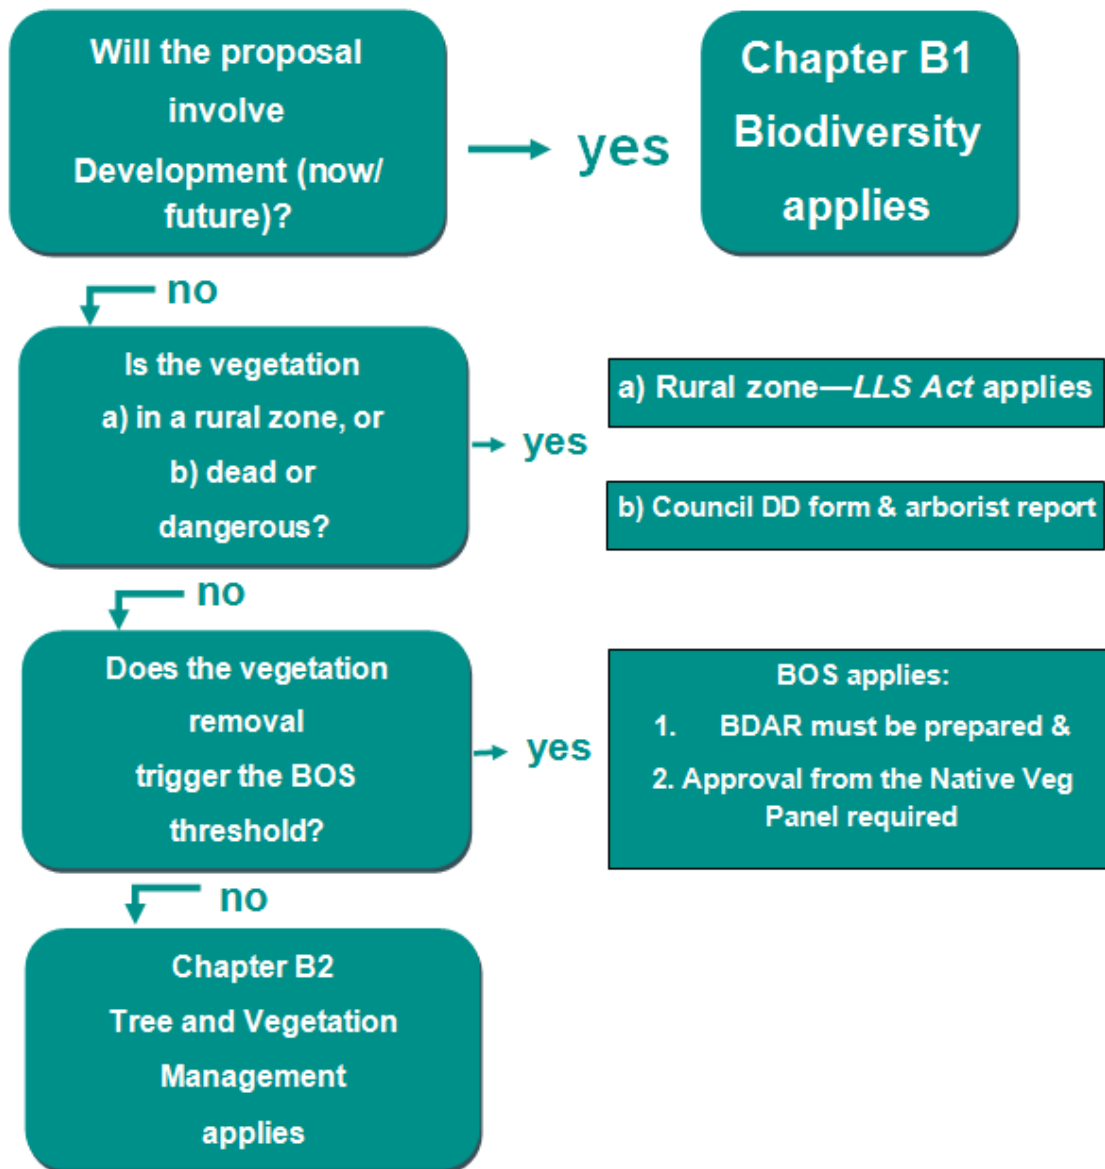 Will the proposal
involve
Development (now/
future)?
yes
Chapter B1
Biodiversity
applies
no
Is the vegetation
a) in a rural zone, or
b) dead or
dangerous?
yes
a) Rural zone—LLS Act applies
b) Council DD form & arborist report
no
Does the vegetation
removal
trigger the BOS
threshold?
yes
BOS applies:
1. BDAR must be prepared &
2. Approval from the Native Veg
Panel required
no
Chapter B2
Tree and Vegetation
Management
applies